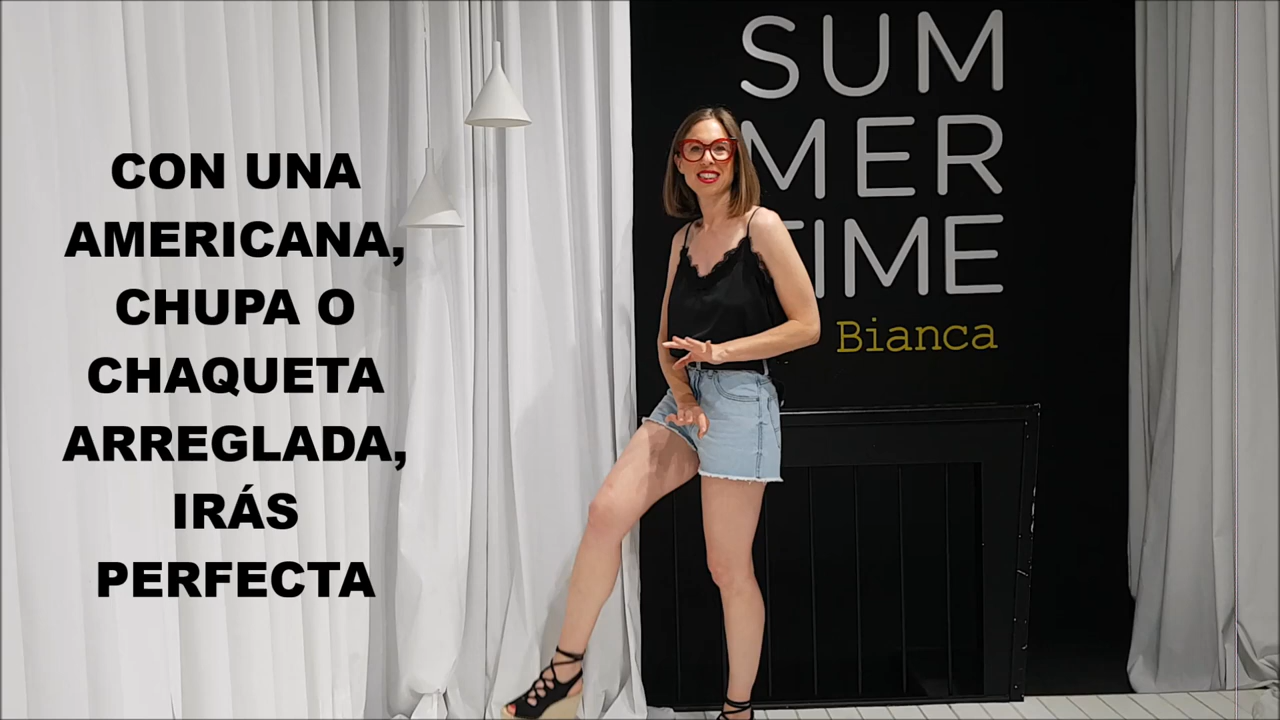 CON UNA
AMERICANA,
CHUPA O
CHAQUETA
ARREGLADA,
IRÁS
PERFECTA
SUM
MER
TIME
Bianca